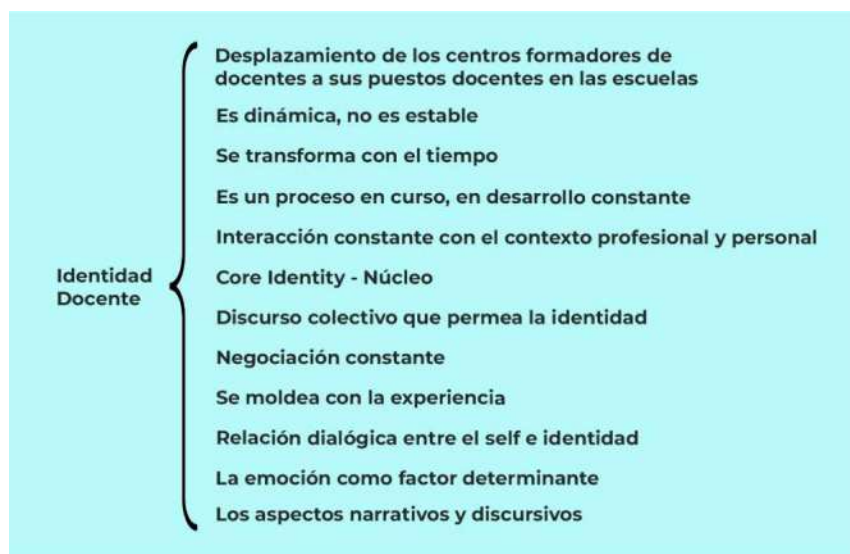 Desplazamiento de los centros formadores de
docentes a sus puestos docentes en las escuelas
Es dinámica, no es estable
Se transforma con el tiempo
Es un proceso en curso, en desarrollo constante
Interacción constante con el contexto profesional y personal
Identidad
Docente
Core Identity - Núcleo
Discurso colectivo que permea la identidad
Negociación constante
Se moldea con la experiencia
Relación dialógica entre el self e identidad
La emoción como factor determinante
Los aspectos narrativos y discursivos